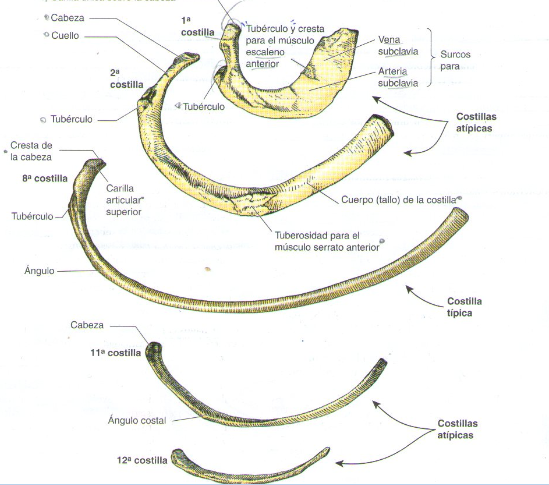 Cabeza
Cuello
1ª
costilla
Tubérculo y cresta
para el músculo
escaleno
anterior
Vena
subclavia
Arteria
subclavia
Surcos
para
2ª
costilla
Tubérculo
Tubérculo
Costillas
atípicas
Cresta de
la cabeza
8ª costilla
Carilla
articular
superior
Tubérculo
Cuerpo (tallo) de la costilla
Tuberosidad para el
músculo serrato anterior
Ángulo
Costilla
típica
Cabeza
11ª costilla
Ángulo costal
Costillas
atípicas
12ª costilla